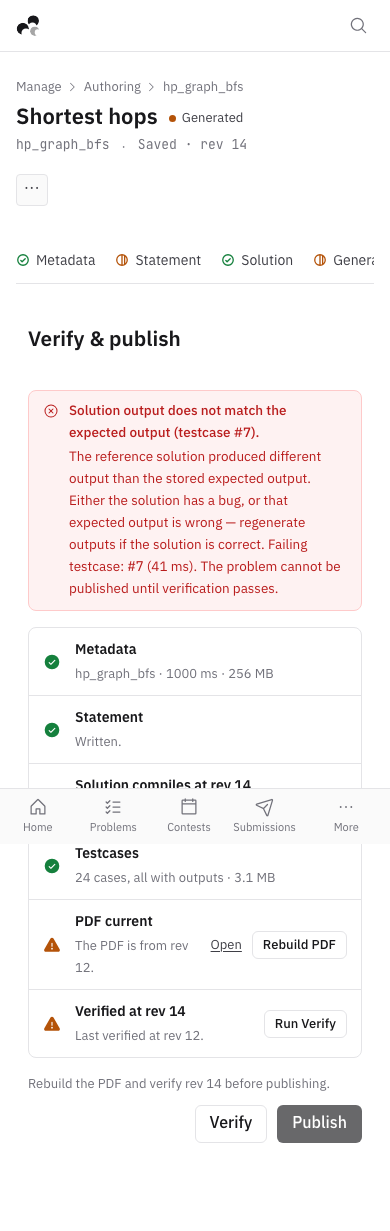 Manage > Authoring > hp_graph_bfs
Shortest hops Generated
hp_graph_bfs · Saved · rev 14
...
Metadata Statement Solution Genera
Verify & publish
Solution output does not match the
expected output (testcase #7).
The reference solution produced different
output than the stored expected output.
Either the solution has a bug, or that
expected output is wrong — regenerate
outputs if the solution is correct. Failing
testcase: #7 (41 ms). The problem cannot be
published until verification passes.
Metadata
hp_graph_bfs · 1000 ms · 256 MB
Statement
Written.
Solution compiles at rev 14
Home Problems Contests Submissions More
Testcases
24 cases, all with outputs · 3.1 MB
PDF current
The PDF is from rev
12.
Open Rebuild PDF
Verified at rev 14
Last verified at rev 12.
Run Verify
Rebuild the PDF and verify rev 14 before publishing.
Verify Publish